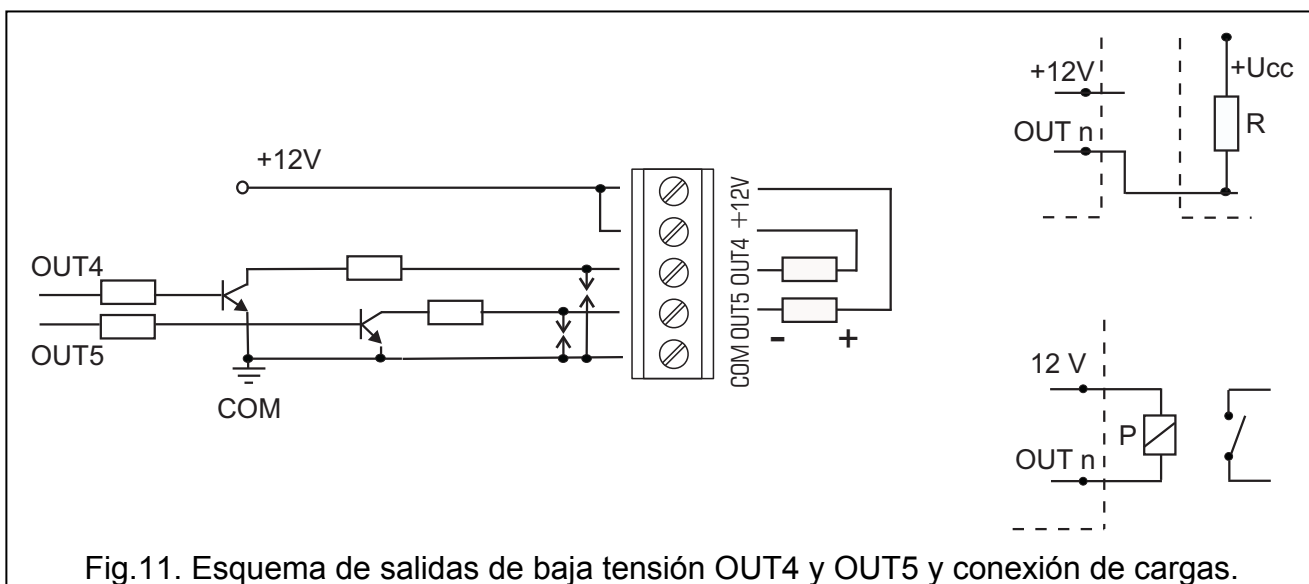 +12V
OUT4
OUT5
COM
COM OUT5 OUT4 +12V
- +
+12V
OUT n
+Ucc
R
12 V
OUT n
P
Fig.11. Esquema de salidas de baja tensión OUT4 y OUT5 y conexión de cargas.